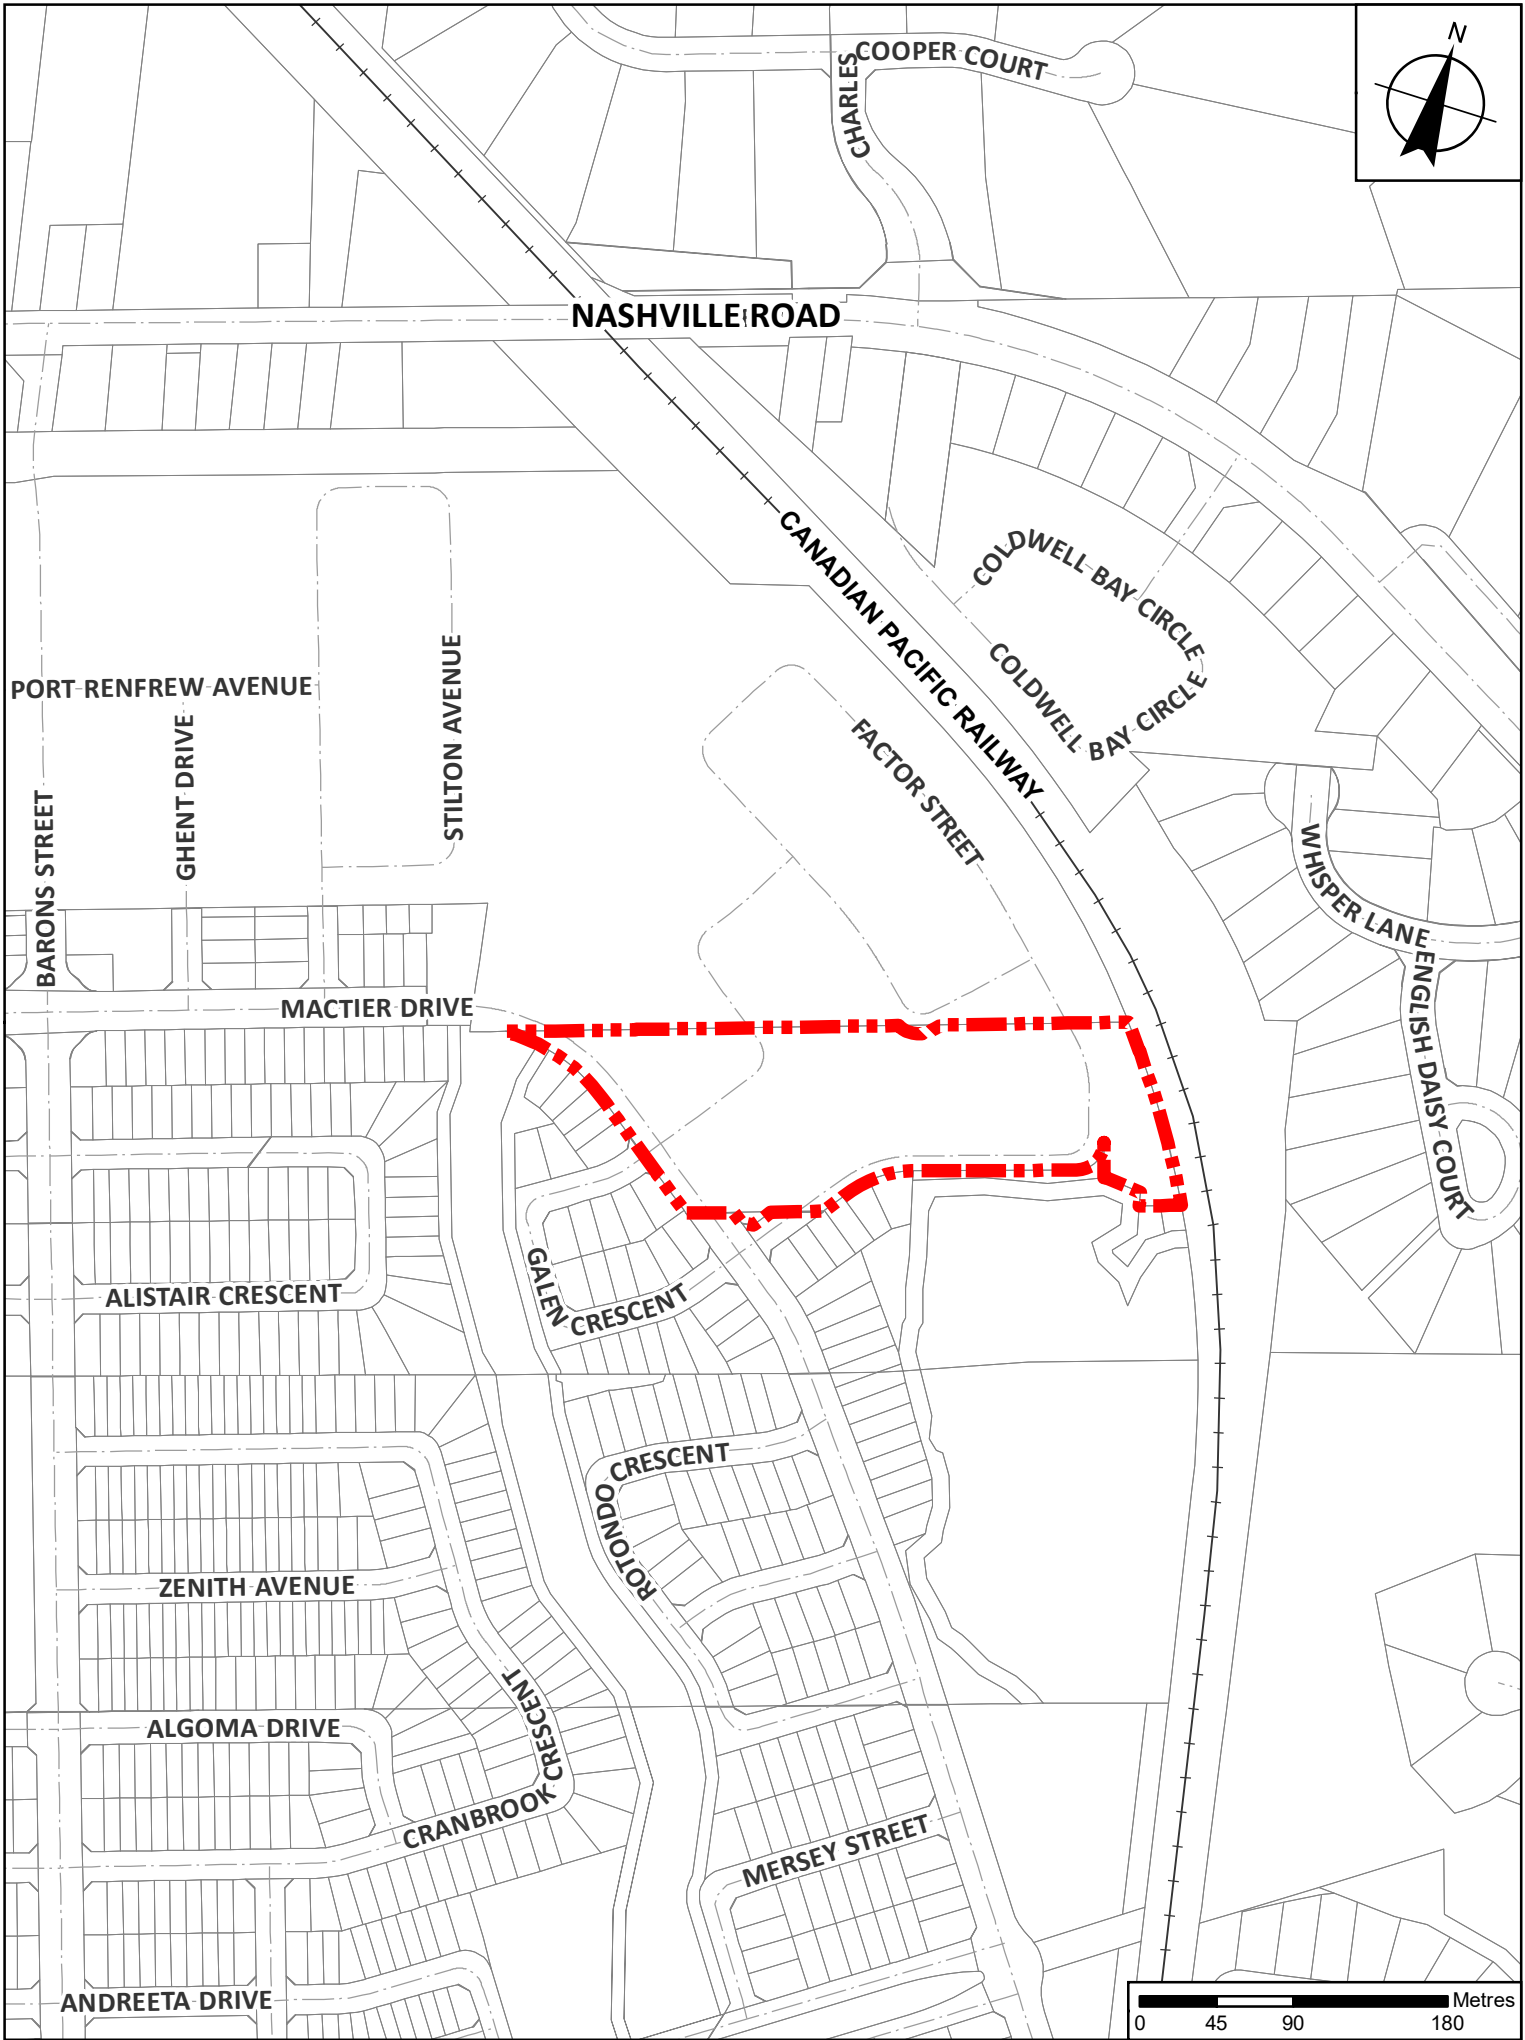 N
COOPER COURT
CHARLES
NASHVILLE ROAD
COLDWELL BAY CIRCLE
CANADIAN PACIFIC RAILWAY
COLDWELL BAY CIRCLE
PORT RENFREW AVENUE
STILTON AVENUE
GHENT DRIVE
FACTOR STREET
BARONS STREET
WHISPER LANE
ENGLISH DAISY COURT
MACTIER DRIVE
GALEN CRESCENT
ALISTAIR CRESCENT
ROTONDO CRESCENT
ZENITH AVENUE
ALGOMA DRIVE
CRANBROOK CRESCENT
MERSEY STREET
ANDREETA DRIVE
Metres
0 45 90 180